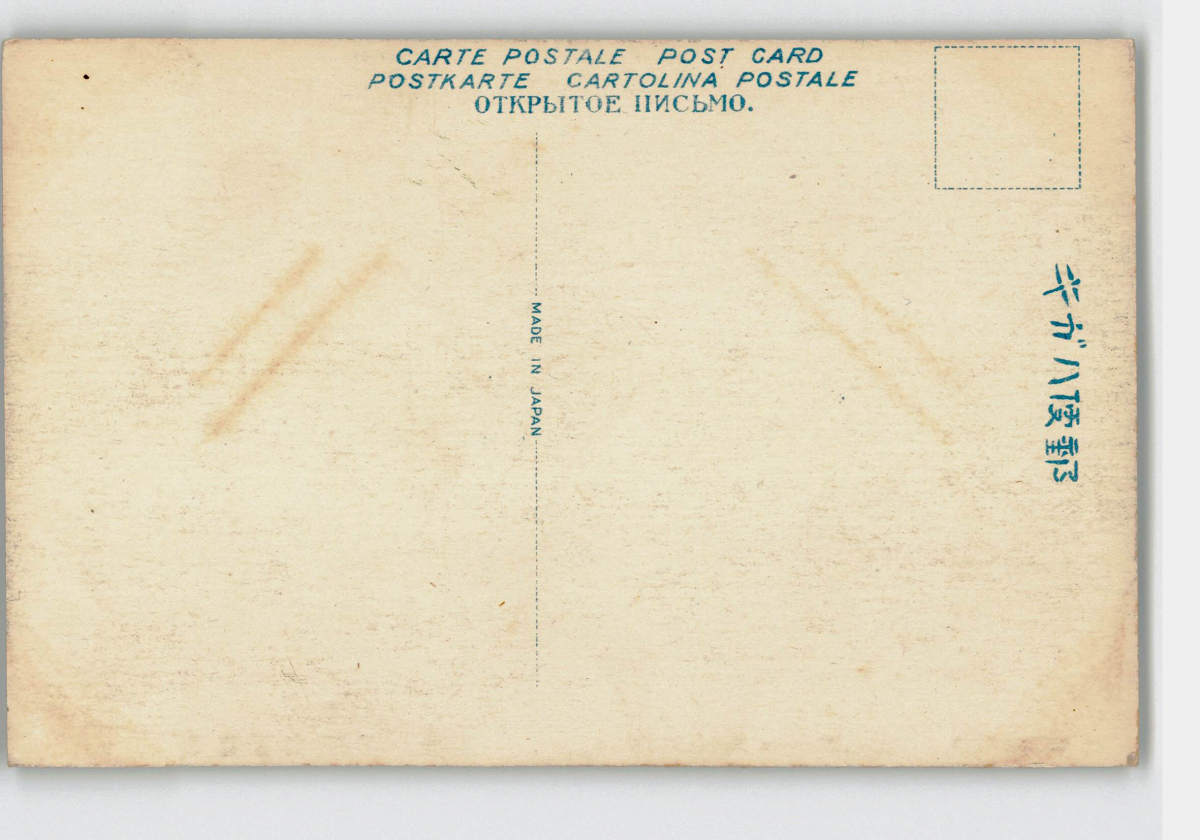 CARTE POSTALE POST CARD
POSTKARTE CARTOLINA POSTALE
ОТКРЫТОЕ ПИСЬМО.
MADE IN JAPAN
郵便ハガキ